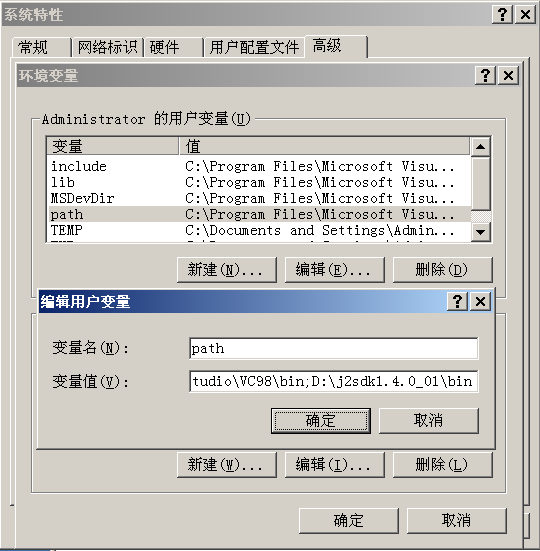 系统特性
常规 网络标识 硬件 用户配置文件 高级
环境变量
Administrator 的用户变量(U)
变量 值
include C:\Program Files\Microsoft Visu...
lib C:\Program Files\Microsoft Visu...
MSDevDir C:\Program Files\Microsoft Visu...
path C:\Program Files\Microsoft Visu...
TEMP C:\Documents and Settings\Admin...
新建(N)... 编辑(E)... 删除(D)
编辑用户变量
变量名(N): path
变量值(V): tudio\VC98\bin;D:\j2sdk1.4.0_01\bin
确定 取消
新建(W)... 编辑(I)... 删除(L)
确定 取消